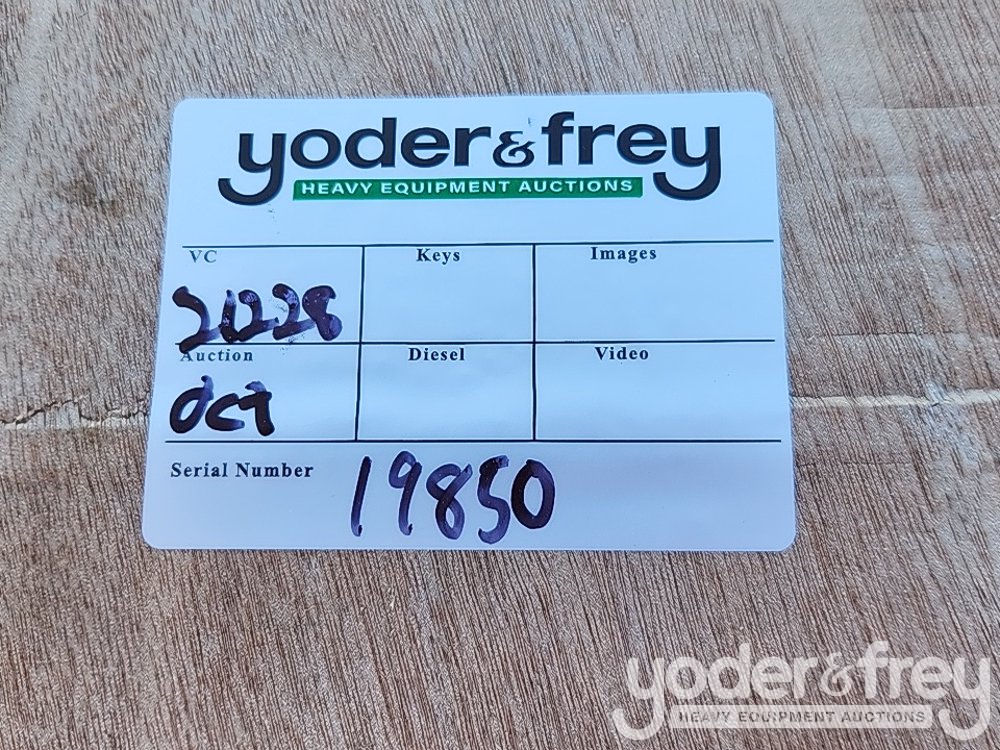 yoder&frey
HEAVY EQUIPMENT AUCTIONS
VC Keys Images
21228
Auction Diesel Video
Oct
Serial Number 19850
yoder&frey
HEAVY EQUIPMENT AUCTIONS